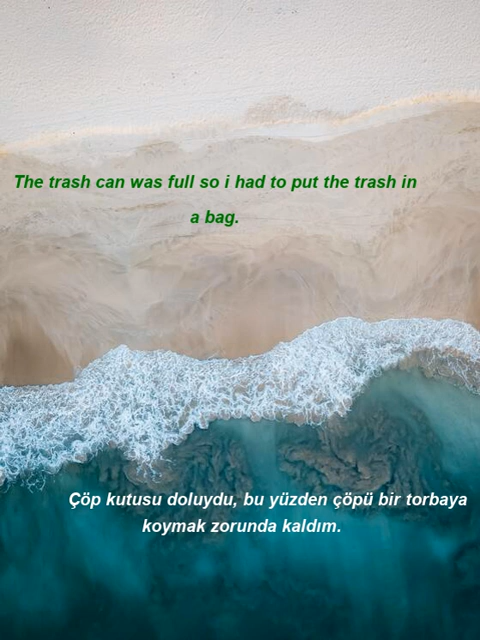 The trash can was full so i had to put the trash in
a bag.
Çöp kutusu doluydu, bu yüzden çöpü bir torbaya
koymak zorunda kaldım.